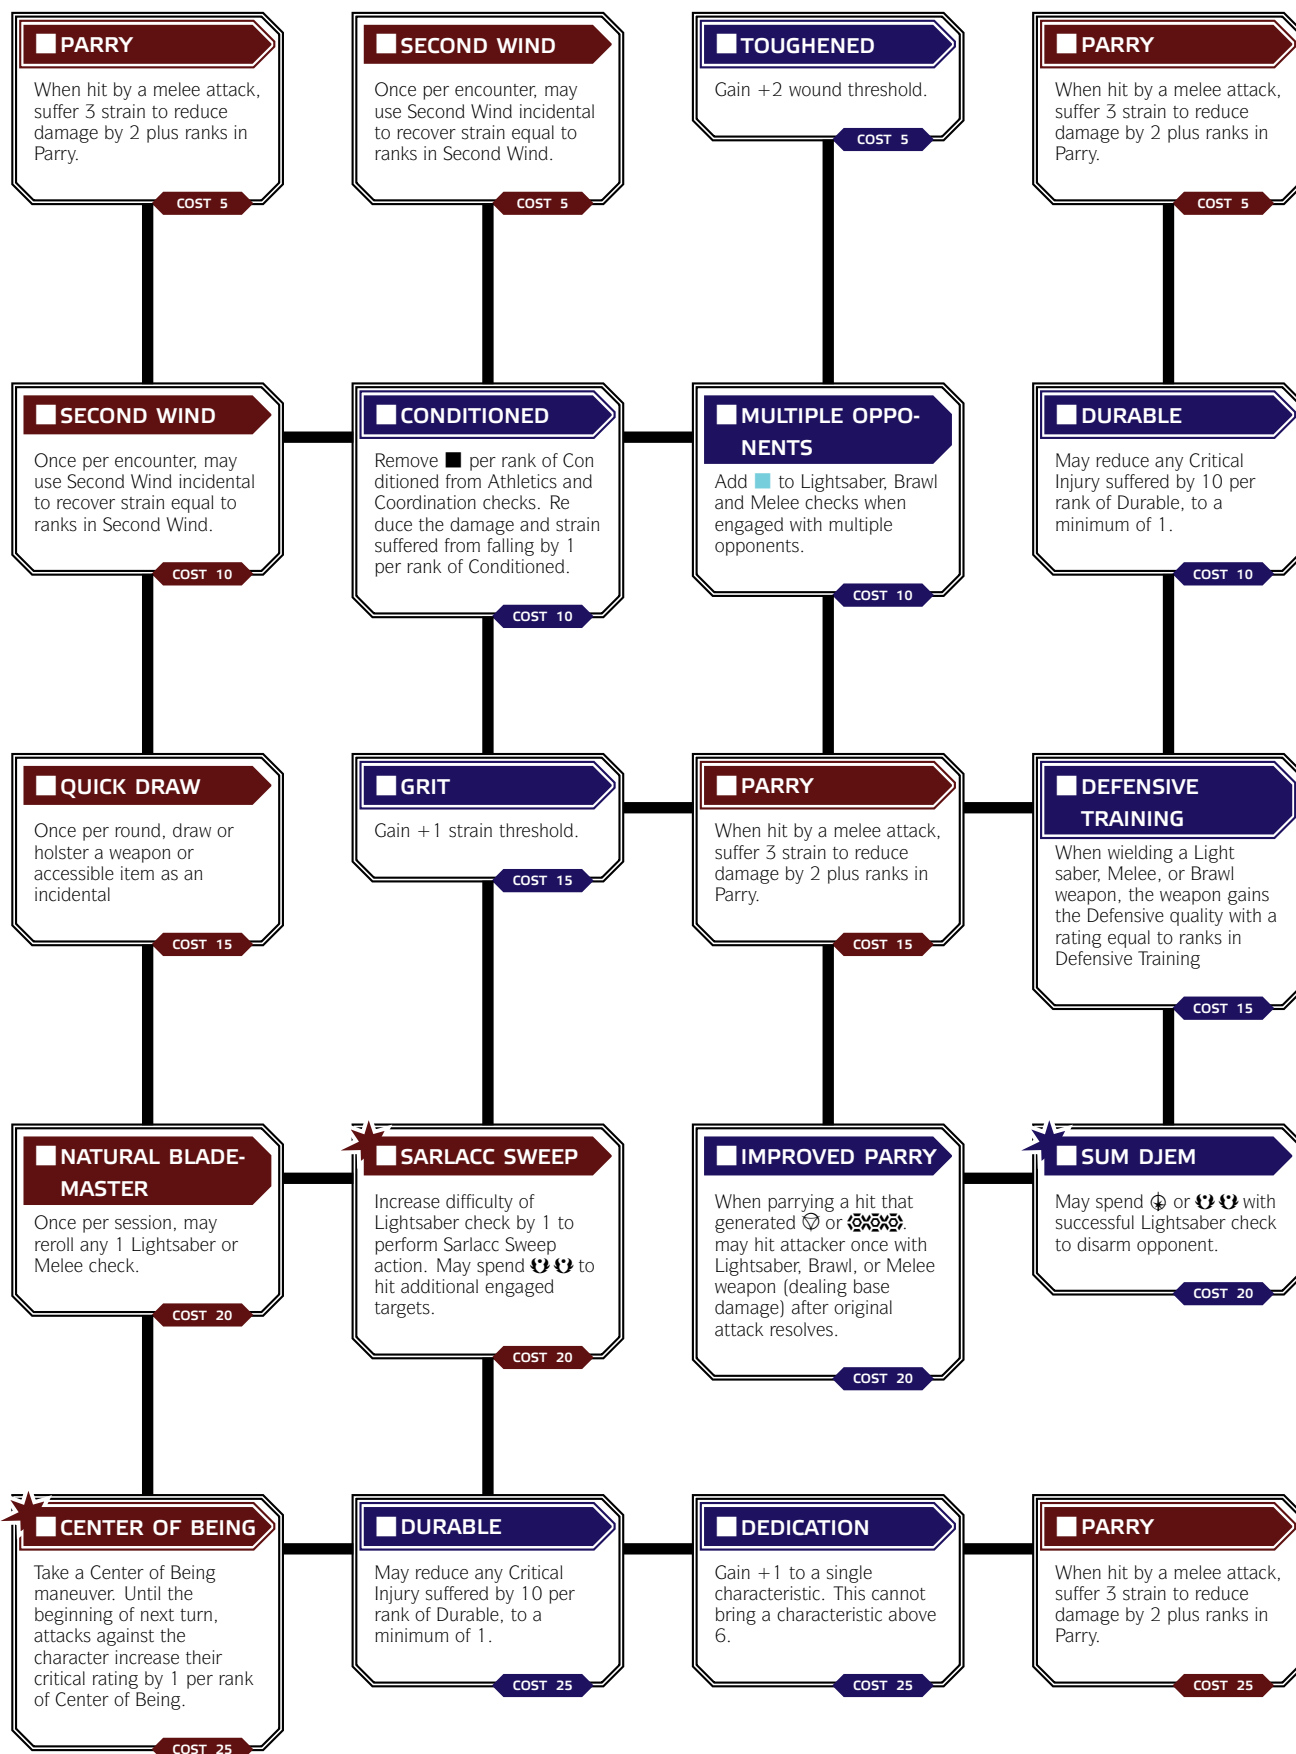 PARRY
When hit by a melee attack,
suffer 3 strain to reduce
damage by 2 plus ranks in
Parry.
COST 5
SECOND WIND
Once per encounter, may
use Second Wind incidental
to recover strain equal to
ranks in Second Wind.
COST 5
TOUGHENED
Gain +2 wound threshold.
COST 5
PARRY
When hit by a melee attack,
suffer 3 strain to reduce
damage by 2 plus ranks in
Parry.
COST 5
SECOND WIND
Once per encounter, may
use Second Wind incidental
to recover strain equal to
ranks in Second Wind.
COST 10
CONDITIONED
Remove per rank of Con
ditioned from Athletics and
Coordination checks. Re
duce the damage and strain
suffered from falling by 1
per rank of Conditioned.
COST 10
MULTIPLE OPPO-
NENTS
Add to Lightsaber, Brawl
and Melee checks when
engaged with multiple
opponents.
COST 10
DURABLE
May reduce any Critical
Injury suffered by 10 per
rank of Durable, to a
minimum of 1.
COST 10
QUICK DRAW
Once per round, draw or
holster a weapon or
accessible item as an
incidental
COST 15
GRIT
Gain +1 strain threshold.
COST 15
PARRY
When hit by a melee attack,
suffer 3 strain to reduce
damage by 2 plus ranks in
Parry.
COST 15
DEFENSIVE
TRAINING
When wielding a Light
saber, Melee, or Brawl
weapon, the weapon gains
the Defensive quality with a
rating equal to ranks in
Defensive Training
COST 15
NATURAL BLADE-
MASTER
Once per session, may
reroll any 1 Lightsaber or
Melee check.
COST 20
SARLACC SWEEP
Increase difficulty of
Lightsaber check by 1 to
perform Sarlacc Sweep
action. May spend to
hit additional engaged
targets.
COST 20
IMPROVED PARRY
When parrying a hit that
generated or .
may hit attacker once with
Lightsaber, Brawl, or Melee
weapon (dealing base
damage) after original
attack resolves.
COST 20
SUM DJEM
May spend or with
successful Lightsaber check
to disarm opponent.
COST 20
CENTER OF BEING
Take a Center of Being
maneuver. Until the
beginning of next turn,
attacks against the
character increase their
critical rating by 1 per rank
of Center of Being.
COST 25
DURABLE
May reduce any Critical
Injury suffered by 10 per
rank of Durable, to a
minimum of 1.
COST 25
DEDICATION
Gain +1 to a single
characteristic. This cannot
bring a characteristic above
6.
COST 25
PARRY
When hit by a melee attack,
suffer 3 strain to reduce
damage by 2 plus ranks in
Parry.
COST 25